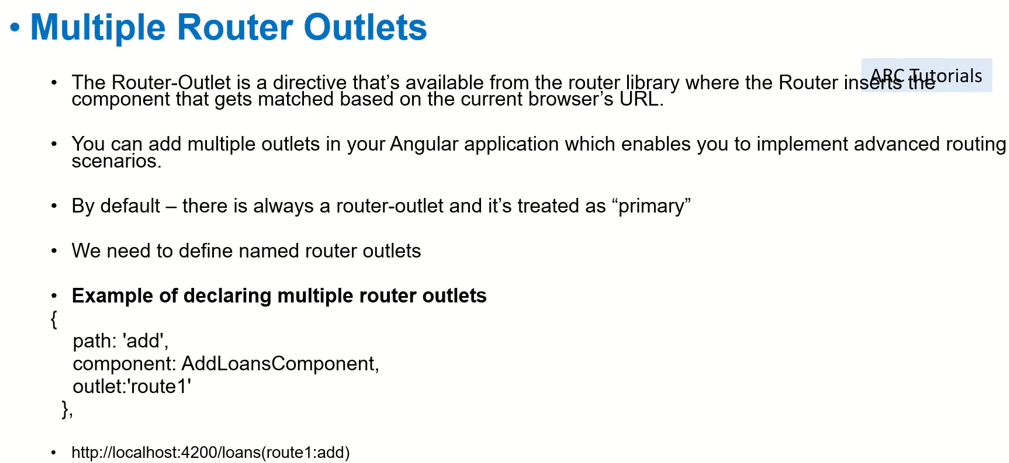 • Multiple Router Outlets
ARC Tutorials
• The Router-Outlet is a directive that’s available from the router library where the Router inserts the
component that gets matched based on the current browser’s URL.
• You can add multiple outlets in your Angular application which enables you to implement advanced routing
scenarios.
• By default – there is always a router-outlet and it’s treated as “primary”
• We need to define named router outlets
• Example of declaring multiple router outlets
{
path: 'add',
component: AddLoansComponent,
outlet:'route1'
},
• http://localhost:4200/loans(route1:add)